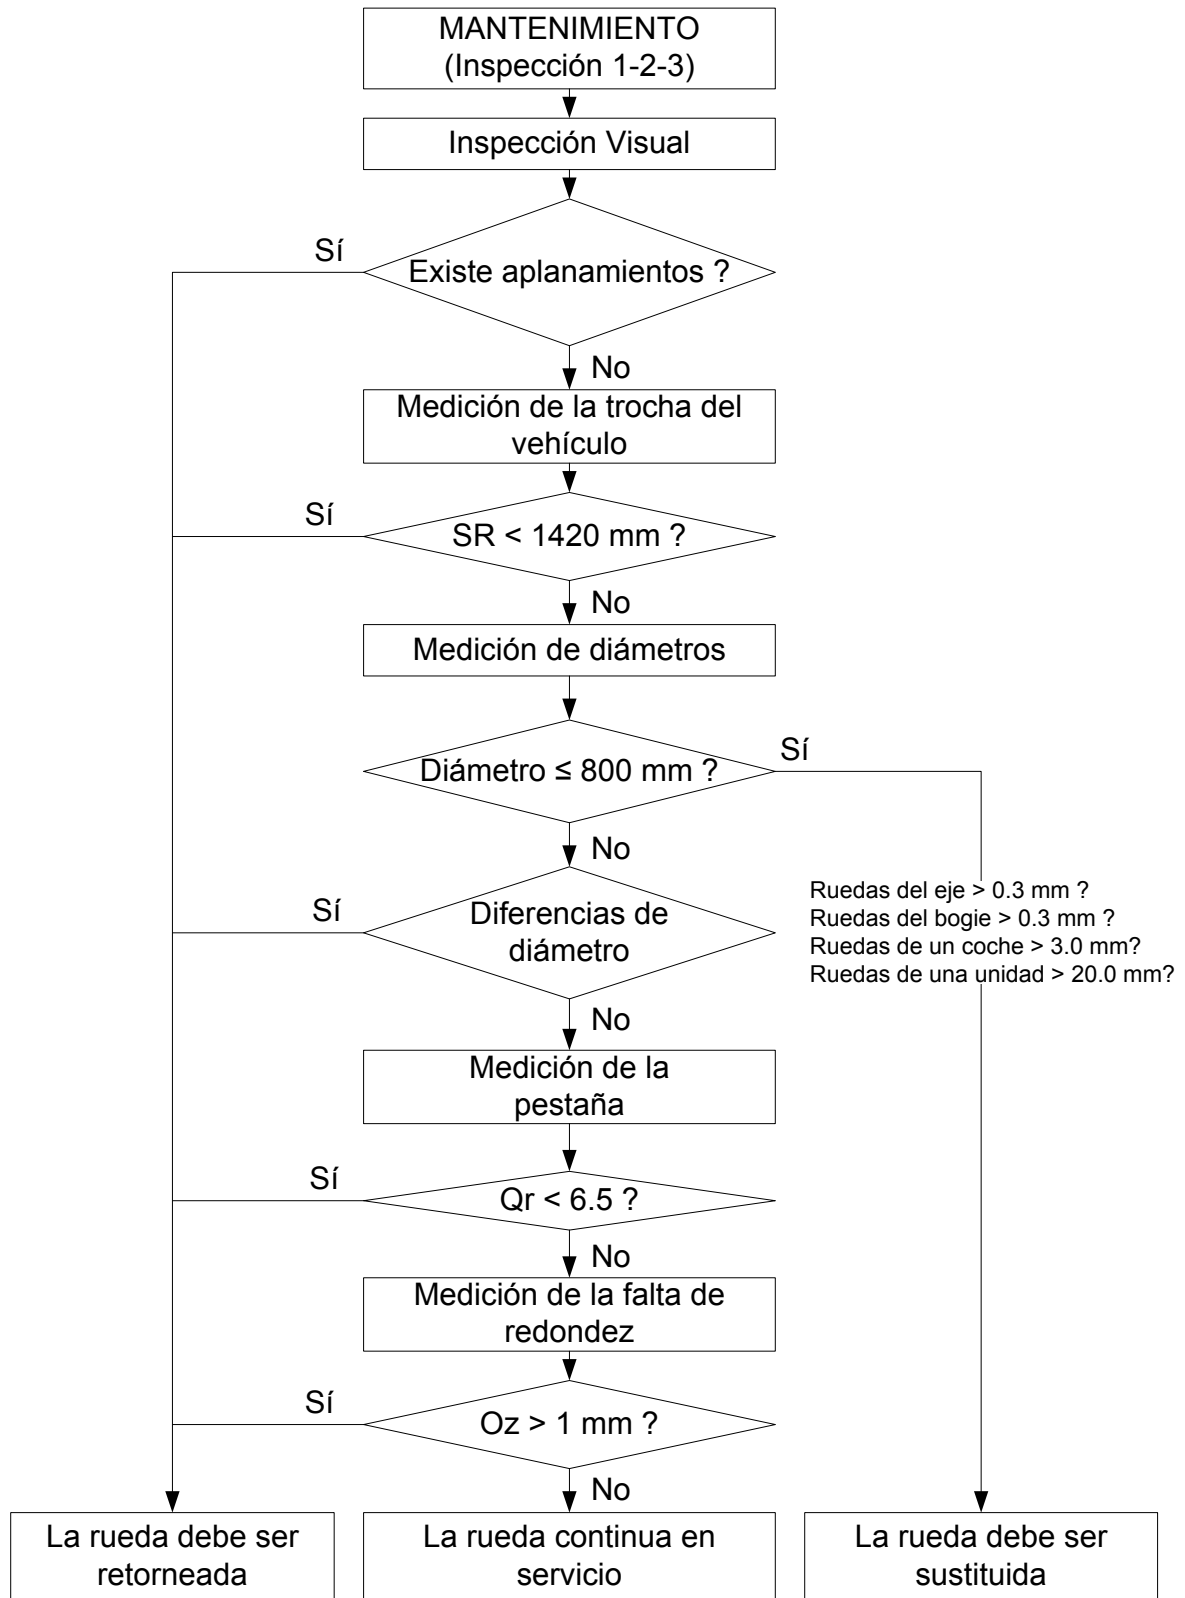 MANTENIMIENTO
(Inspección 1-2-3)
Inspección Visual
Sí
Existe aplanamientos ?
No
Medición de la trocha del
vehículo
Sí
SR < 1420 mm ?
No
Medición de diámetros
Sí
Diámetro ≤ 800 mm ?
No
Sí
Diferencias de
diámetro
Ruedas del eje > 0.3 mm ?
Ruedas del bogie > 0.3 mm ?
Ruedas de un coche > 3.0 mm?
Ruedas de una unidad > 20.0 mm?
No
Medición de la
pestaña
Sí
Qr < 6.5 ?
No
Medición de la falta de
redondez
Sí
Oz > 1 mm ?
No
La rueda debe ser
retorneada
La rueda continua en
servicio
La rueda debe ser
sustituida